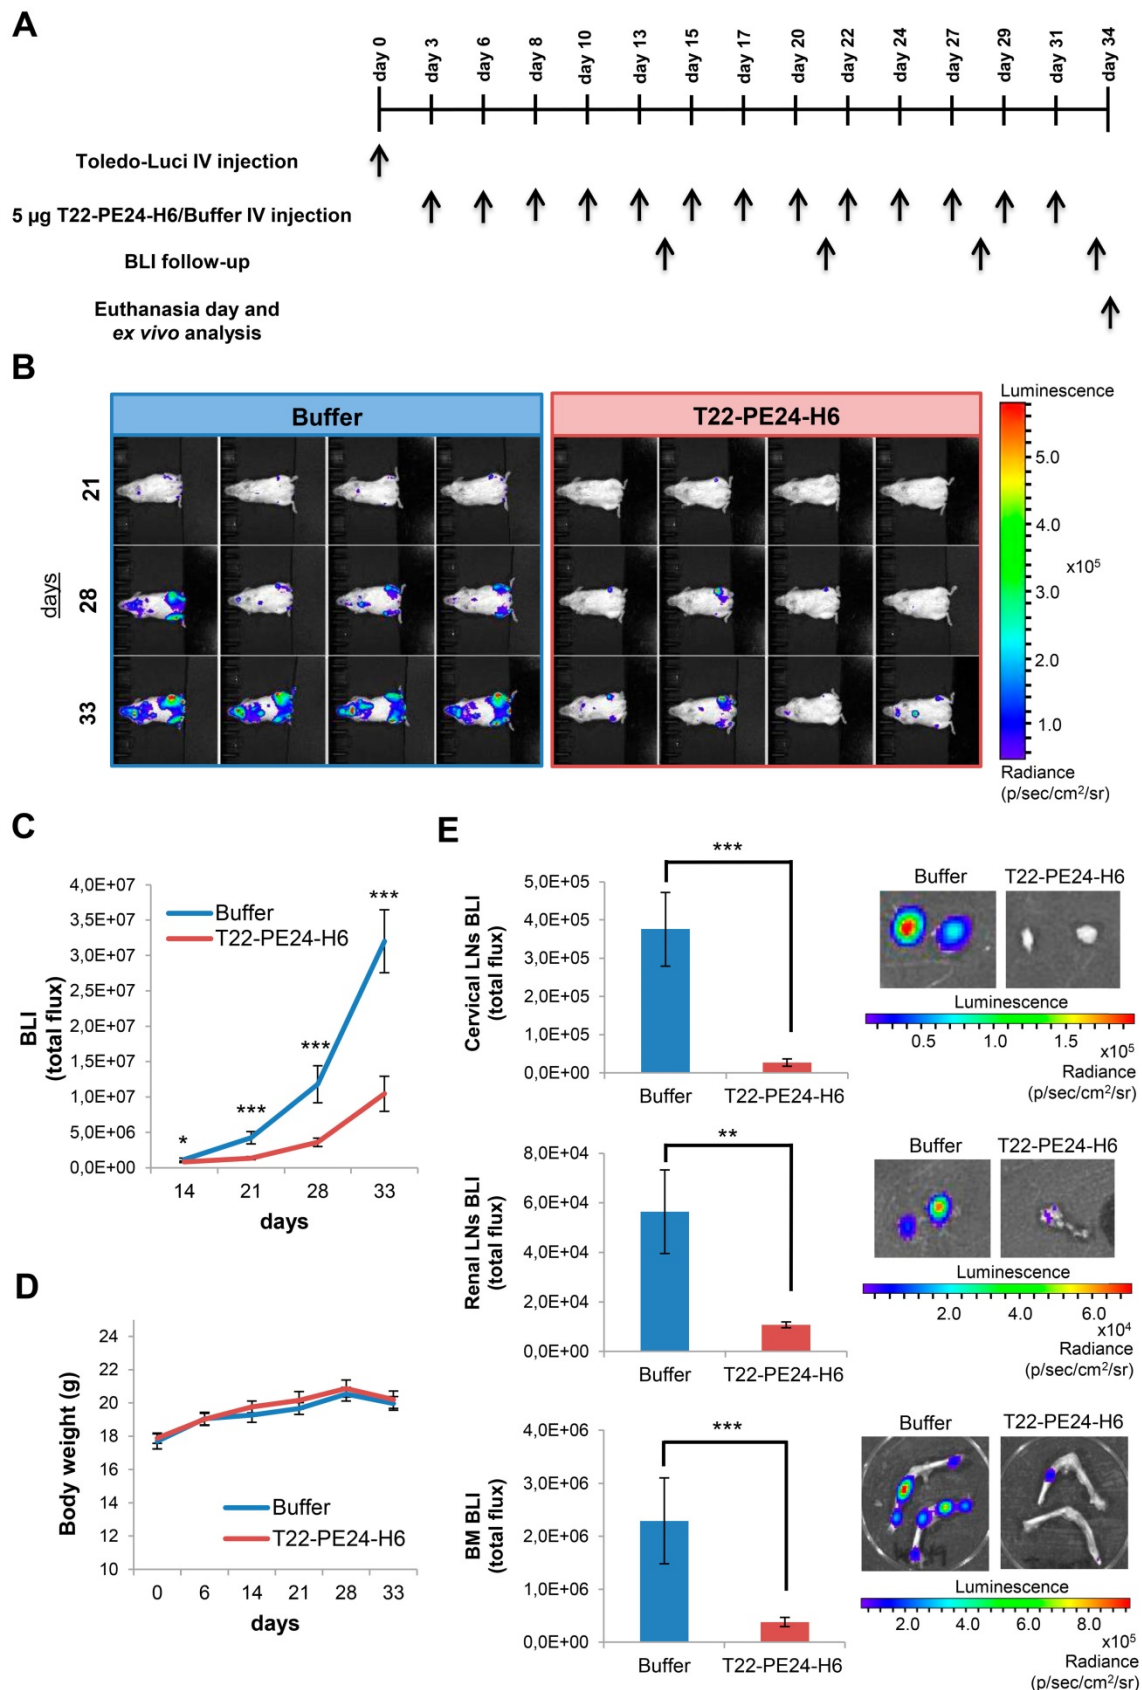 A
day 0
day 3
day 6
day 8
day 10
day 13
day 15
day 17
day 20
day 22
day 24
day 27
day 29
day 31
day 34
Toledo-Luci IV injection
5 µg T22-PE24-H6/Buffer IV injection
BLI follow-up
Euthanasia day and
ex vivo analysis
B
Buffer
T22-PE24-H6
days
21
28
33
Luminescence
5.0
4.0
x10⁵
3.0
2.0
1.0
Radiance
(p/sec/cm²/sr)
C
BLI
(total flux)
4,0E+07
3,5E+07
3,0E+07
2,5E+07
2,0E+07
1,5E+07
1,0E+07
5,0E+06
0,0E+00
Buffer
T22-PE24-H6
*
***
***
***
14 21 28 33
days
D
Body weight (g)
24
22
20
18
16
14
12
10
Buffer
T22-PE24-H6
0 6 14 21 28 33
days
E
Cervical LNs BLI
(total flux)
5,0E+05
4,0E+05
3,0E+05
2,0E+05
1,0E+05
0,0E+00
***
Buffer T22-PE24-H6
Buffer T22-PE24-H6
Luminescence
0.5 1.0 1.5
x10⁵
Radiance
(p/sec/cm²/sr)
Renal LNs BLI
(total flux)
8,0E+04
6,0E+04
4,0E+04
2,0E+04
0,0E+00
**
Buffer T22-PE24-H6
Buffer T22-PE24-H6
Luminescence
2.0 4.0 6.0
x10⁴
Radiance
(p/sec/cm²/sr)
BM BLI
(total flux)
4,0E+06
3,0E+06
2,0E+06
1,0E+06
0,0E+00
***
Buffer T22-PE24-H6
Buffer T22-PE24-H6
Luminescence
2.0 4.0 6.0 8.0
x10⁵
Radiance
(p/sec/cm²/sr)